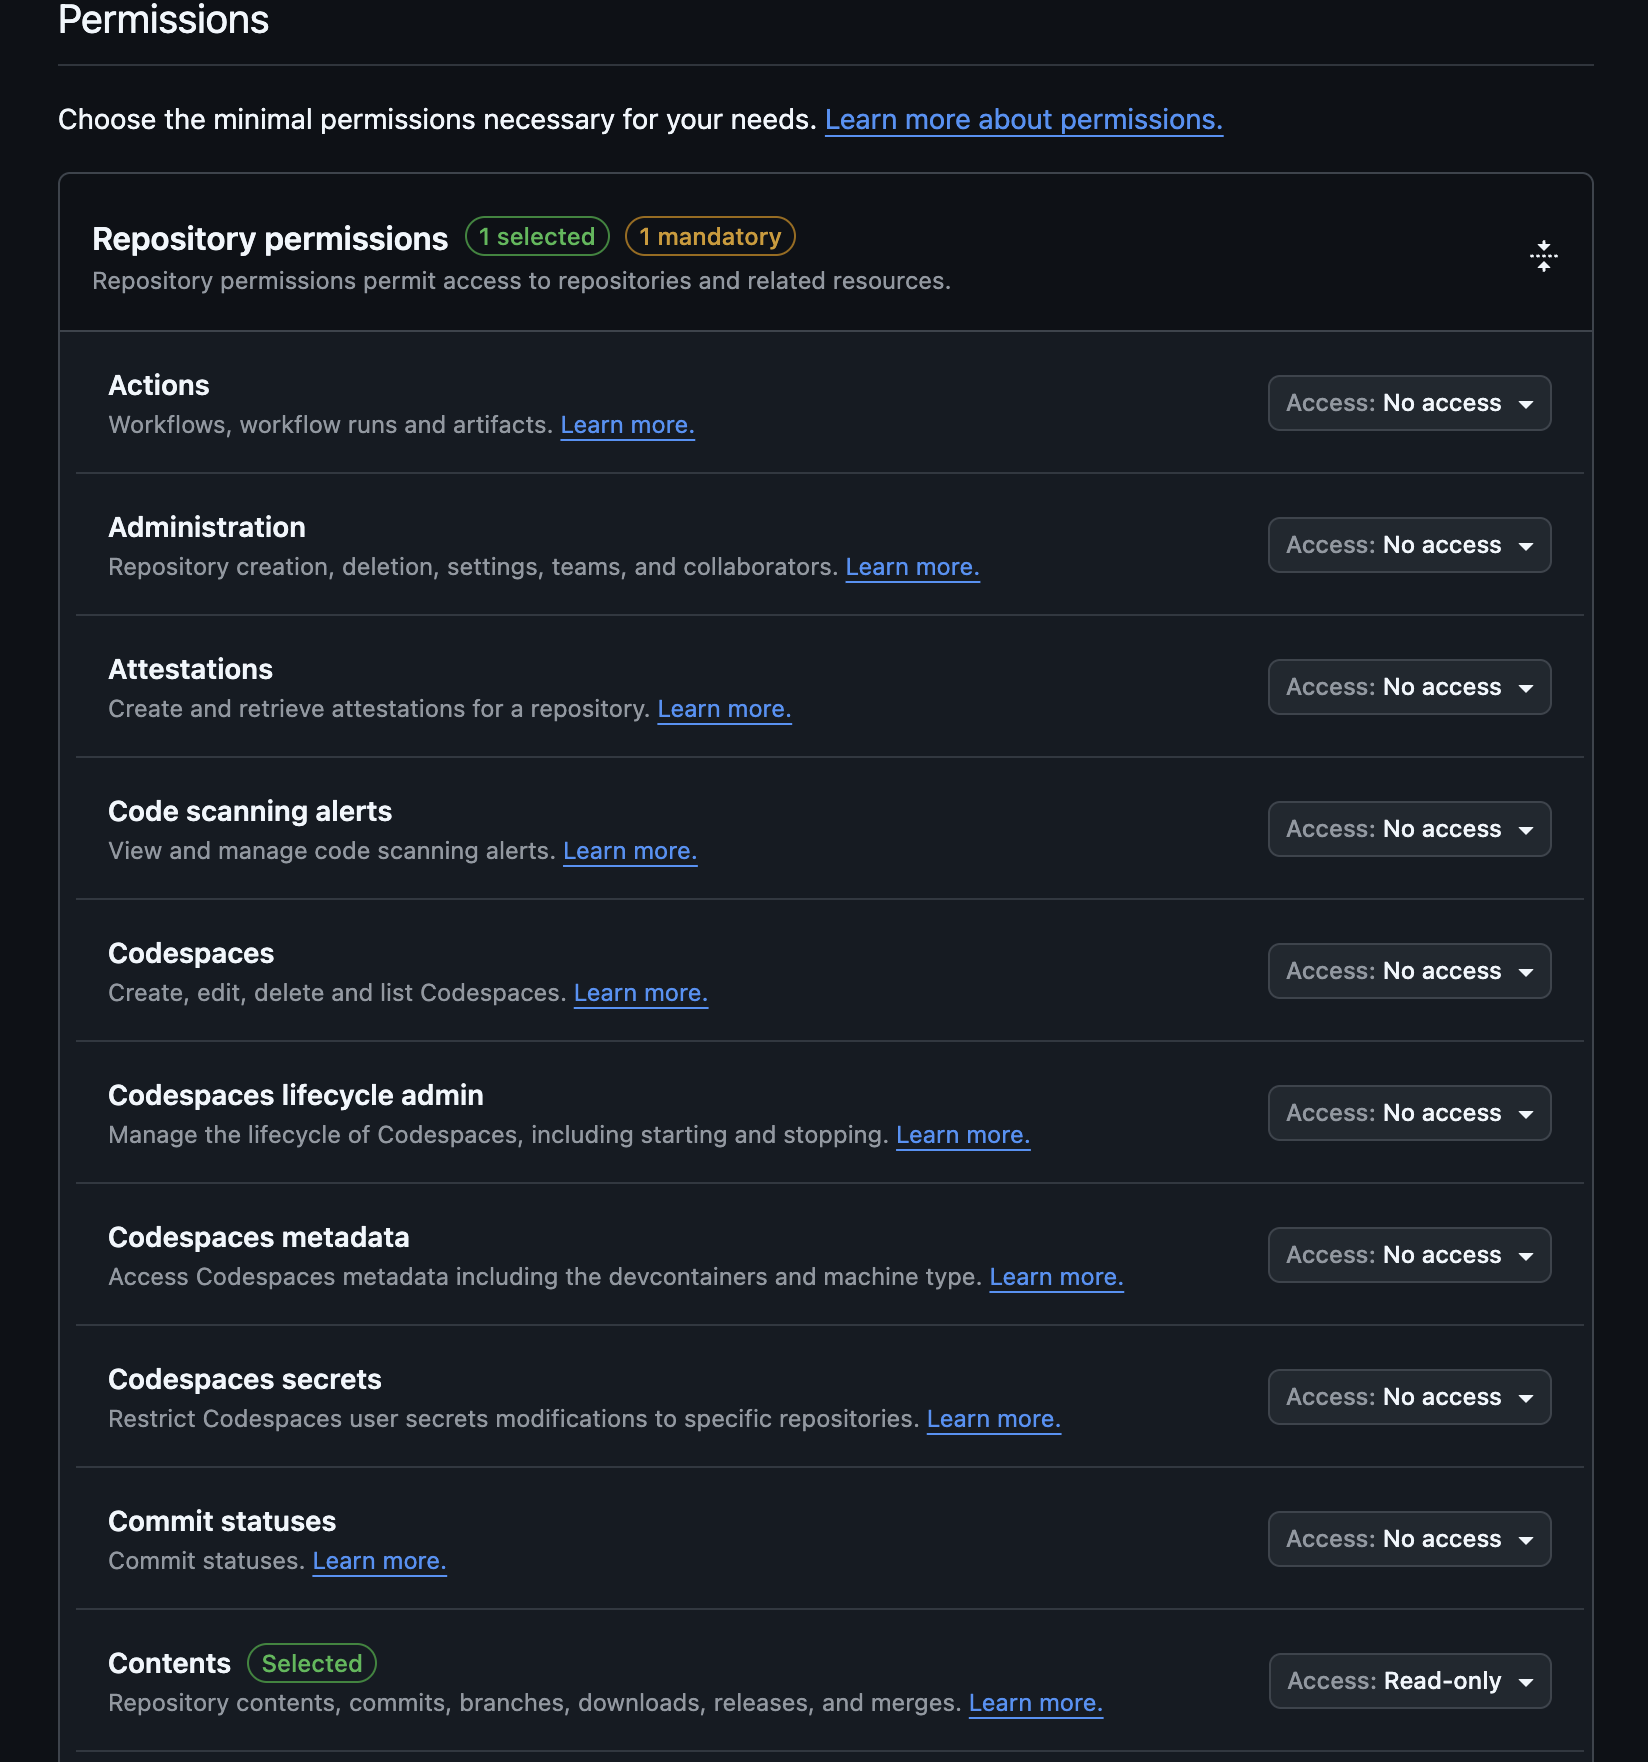 Permissions
Choose the minimal permissions necessary for your needs. Learn more about permissions.
Repository permissions 1 selected 1 mandatory
Repository permissions permit access to repositories and related resources.
Actions
Workflows, workflow runs and artifacts. Learn more.
Access: No access
Administration
Repository creation, deletion, settings, teams, and collaborators. Learn more.
Access: No access
Attestations
Create and retrieve attestations for a repository. Learn more.
Access: No access
Code scanning alerts
View and manage code scanning alerts. Learn more.
Access: No access
Codespaces
Create, edit, delete and list Codespaces. Learn more.
Access: No access
Codespaces lifecycle admin
Manage the lifecycle of Codespaces, including starting and stopping. Learn more.
Access: No access
Codespaces metadata
Access Codespaces metadata including the devcontainers and machine type. Learn more.
Access: No access
Codespaces secrets
Restrict Codespaces user secrets modifications to specific repositories. Learn more.
Access: No access
Commit statuses
Commit statuses. Learn more.
Access: No access
Contents Selected
Repository contents, commits, branches, downloads, releases, and merges. Learn more.
Access: Read-only